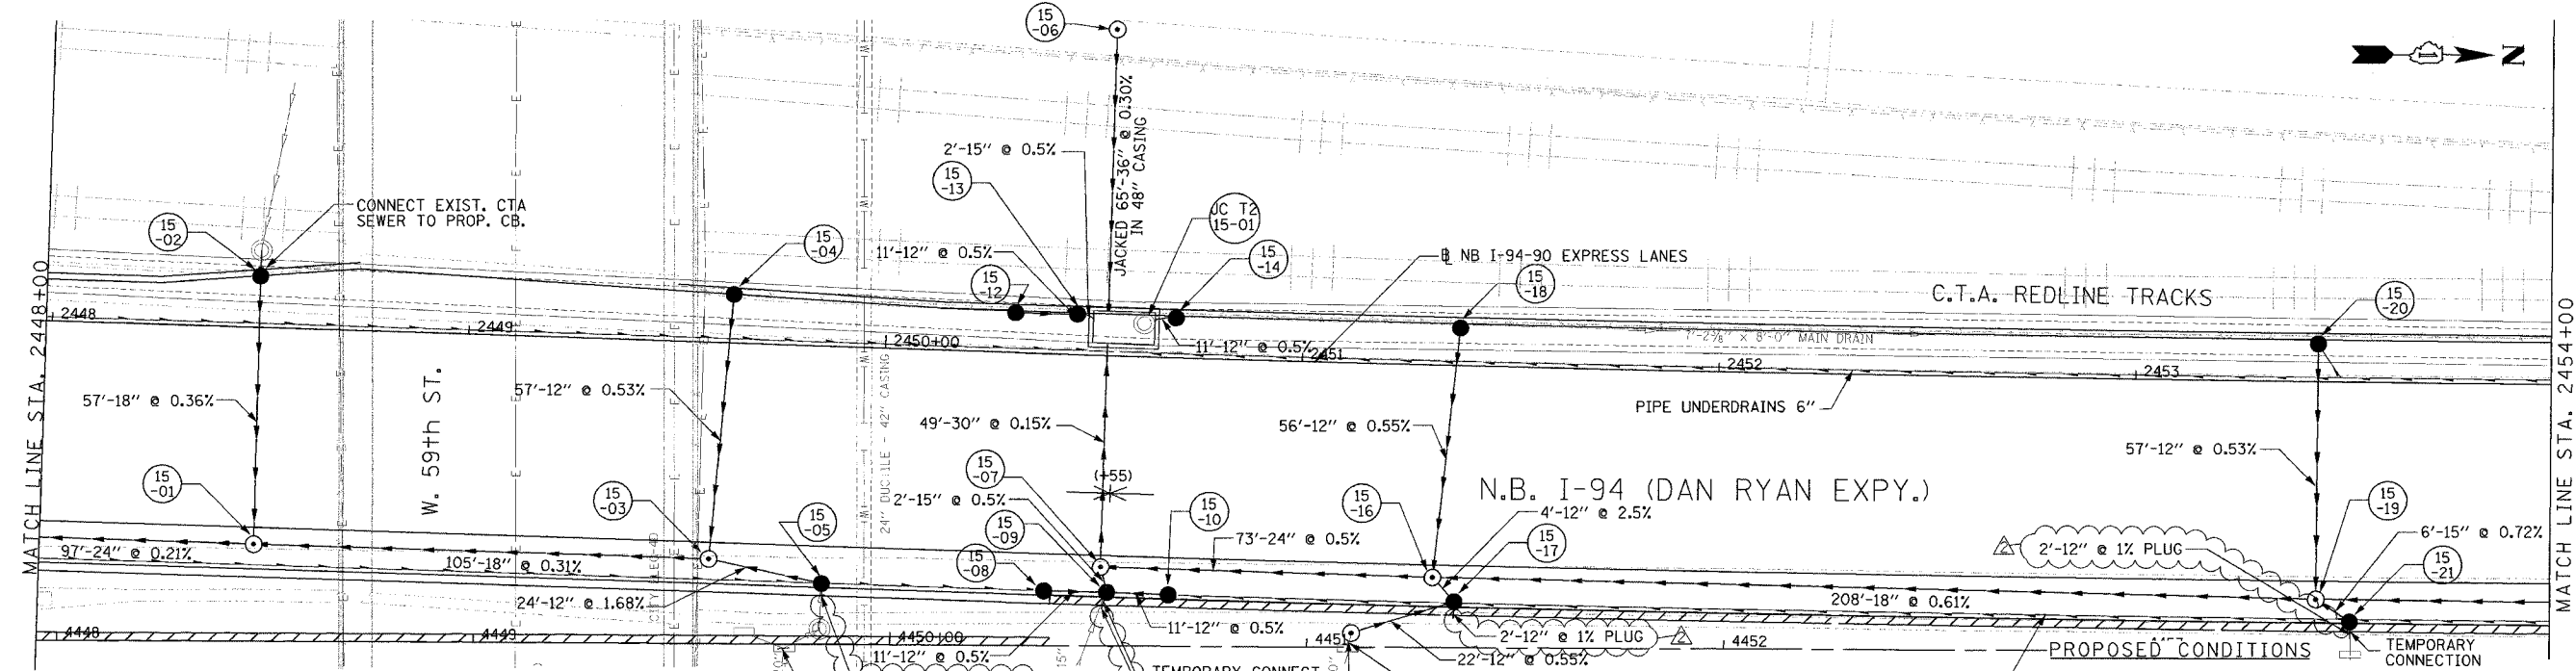 15
-06
N
JACKED 65'-36" @ 0.30%
IN 48" CASING
2'-15" @ 0.5%
15
-13
JC T2
15-01
CONNECT EXIST. CTA
SEWER TO PROP. CB.
15
-02
15
-04
11'-12" @ 0.5%
15
-12
15
-14
NB I-94-90 EXPRESS LANES
15
-18
C.T.A. REDLINE TRACKS
15
-20
MATCH LINE STA. 2448+00
2448
2449
2450+00
11'-12" @ 0.5%
2451
MAIN DRAIN
2452
2453
MATCH LINE STA. 2454+00
W. 59th ST.
57'-18" @ 0.36%
57'-12" @ 0.53%
24" DUCTILE - 42" CASING
49'-30" @ 0.15%
56'-12" @ 0.55%
PIPE UNDERDRAINS 6"
57'-12" @ 0.53%
15
-01
15
-03
15
-05
15
-07
(+55)
2'-15" @ 0.5%
15
-09
15
-10
15
-16
N.B. I-94 (DAN RYAN EXPY.)
4'-12" @ 2.5%
15
-17
15
-19
6'-15" @ 0.72%
2
2'-12" @ 1% PLUG
15
-21
97'-24" @ 0.21%
105'-18" @ 0.31%
15
-08
73'-24" @ 0.5%
24'-12" @ 1.68%
208'-18" @ 0.61%
4448
4449
4450+00
11'-12" @ 0.5%
4451
2'-12" @ 1% PLUG
2
4452
PROPOSED CONDITIONS
TEMPORARY
CONNECTION
11'-12" @ 0.5%
22'-12" @ 0.55%
TEMPORARY CONNECT